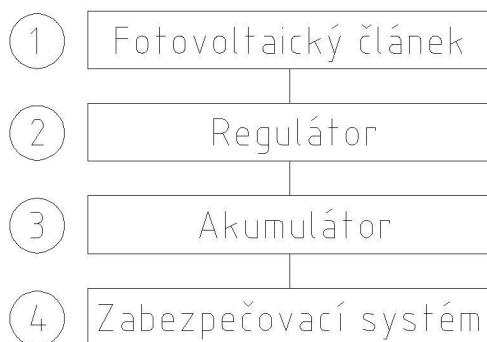 1 Fotovoltaický článek
2 Regulátor
3 Akumulátor
4 Zabezpečovací systém